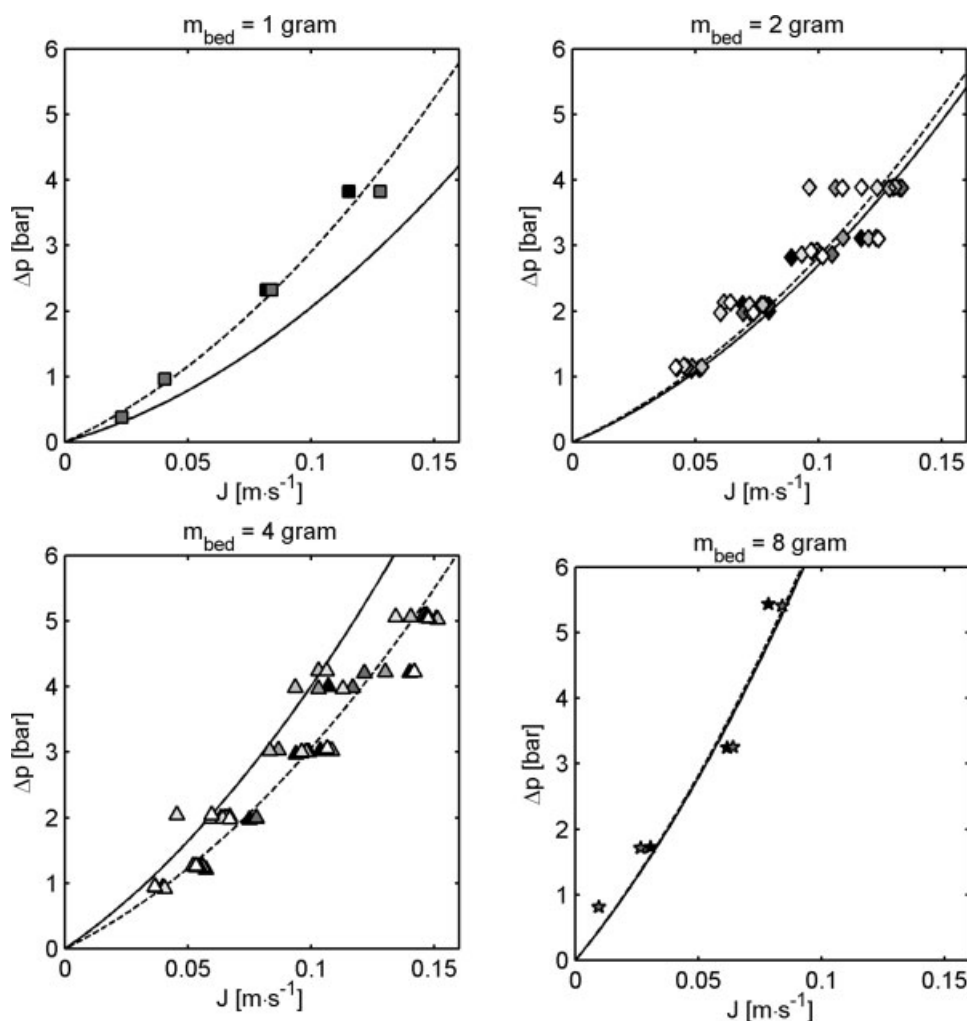 m_bed = 1 gram
6
5
4
3
2
1
0
Δp [bar]
0 0.05 0.1 0.15
J [m·s⁻¹]
m_bed = 2 gram
6
5
4
3
2
1
0
Δp [bar]
0 0.05 0.1 0.15
J [m·s⁻¹]
m_bed = 4 gram
6
5
4
3
2
1
0
Δp [bar]
0 0.05 0.1 0.15
J [m·s⁻¹]
m_bed = 8 gram
6
5
4
3
2
1
0
Δp [bar]
0 0.05 0.1 0.15
J [m·s⁻¹]